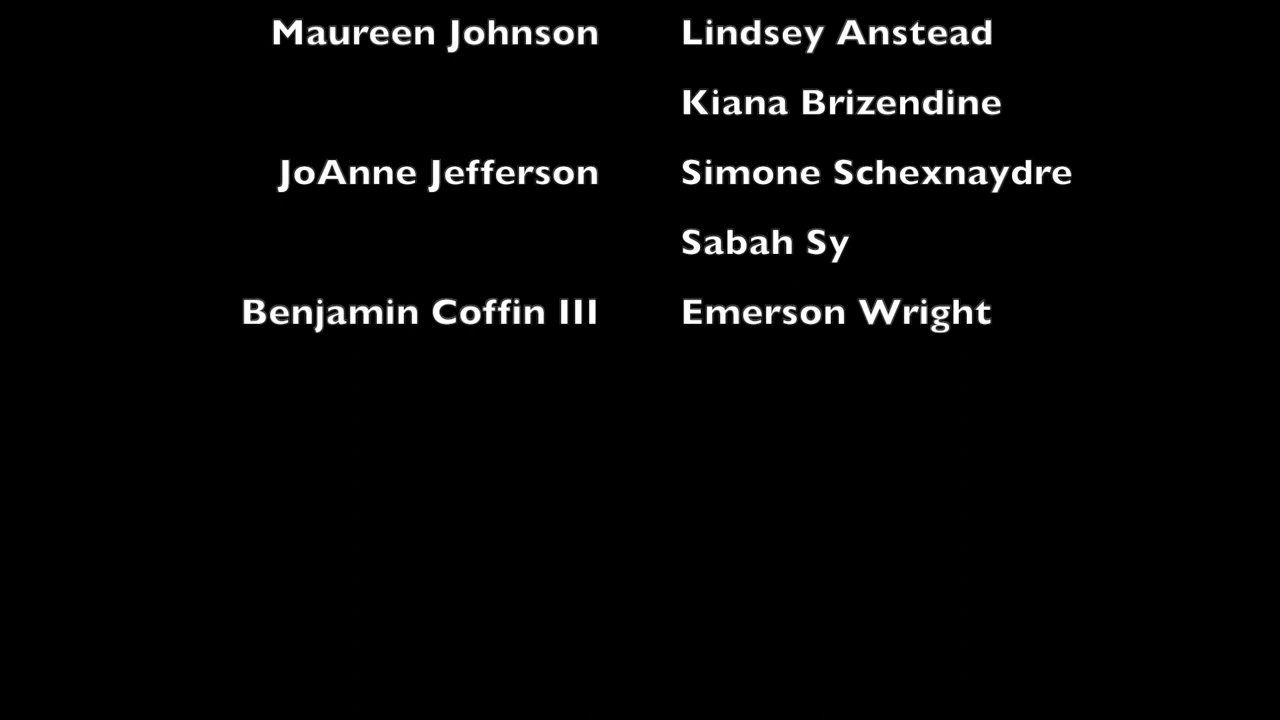 Maureen Johnson Lindsey Anstead
Kiana Brizendine
JoAnne Jefferson Simone Schexnaydre
Sabah Sy
Benjamin Coffin III Emerson Wright